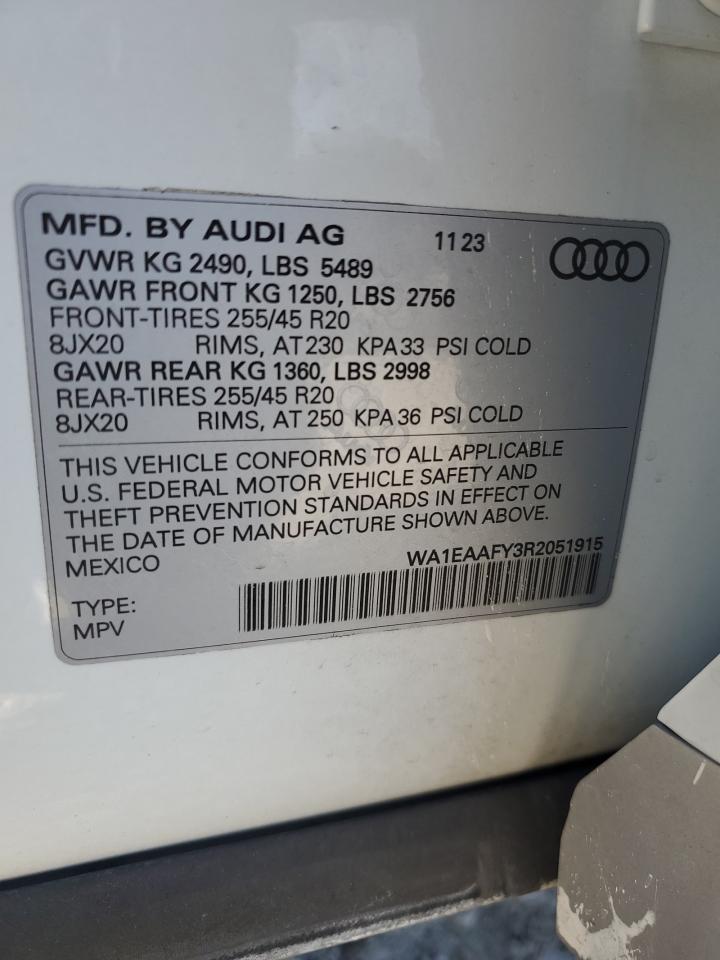 MFD. BY AUDI AG 11 23
GVWR KG 2490, LBS 5489
GAWR FRONT KG 1250, LBS 2756
FRONT-TIRES 255/45 R20
8JX20 RIMS, AT 230 KPA 33 PSI COLD
GAWR REAR KG 1360, LBS 2998
REAR-TIRES 255/45 R20
8JX20 RIMS, AT 250 KPA 36 PSI COLD
THIS VEHICLE CONFORMS TO ALL APPLICABLE
U.S. FEDERAL MOTOR VEHICLE SAFETY AND
THEFT PREVENTION STANDARDS IN EFFECT ON
THE DATE OF MANUFACTURE SHOWN ABOVE.
MEXICO WA1EAAFY3R2051915
TYPE:
MPV